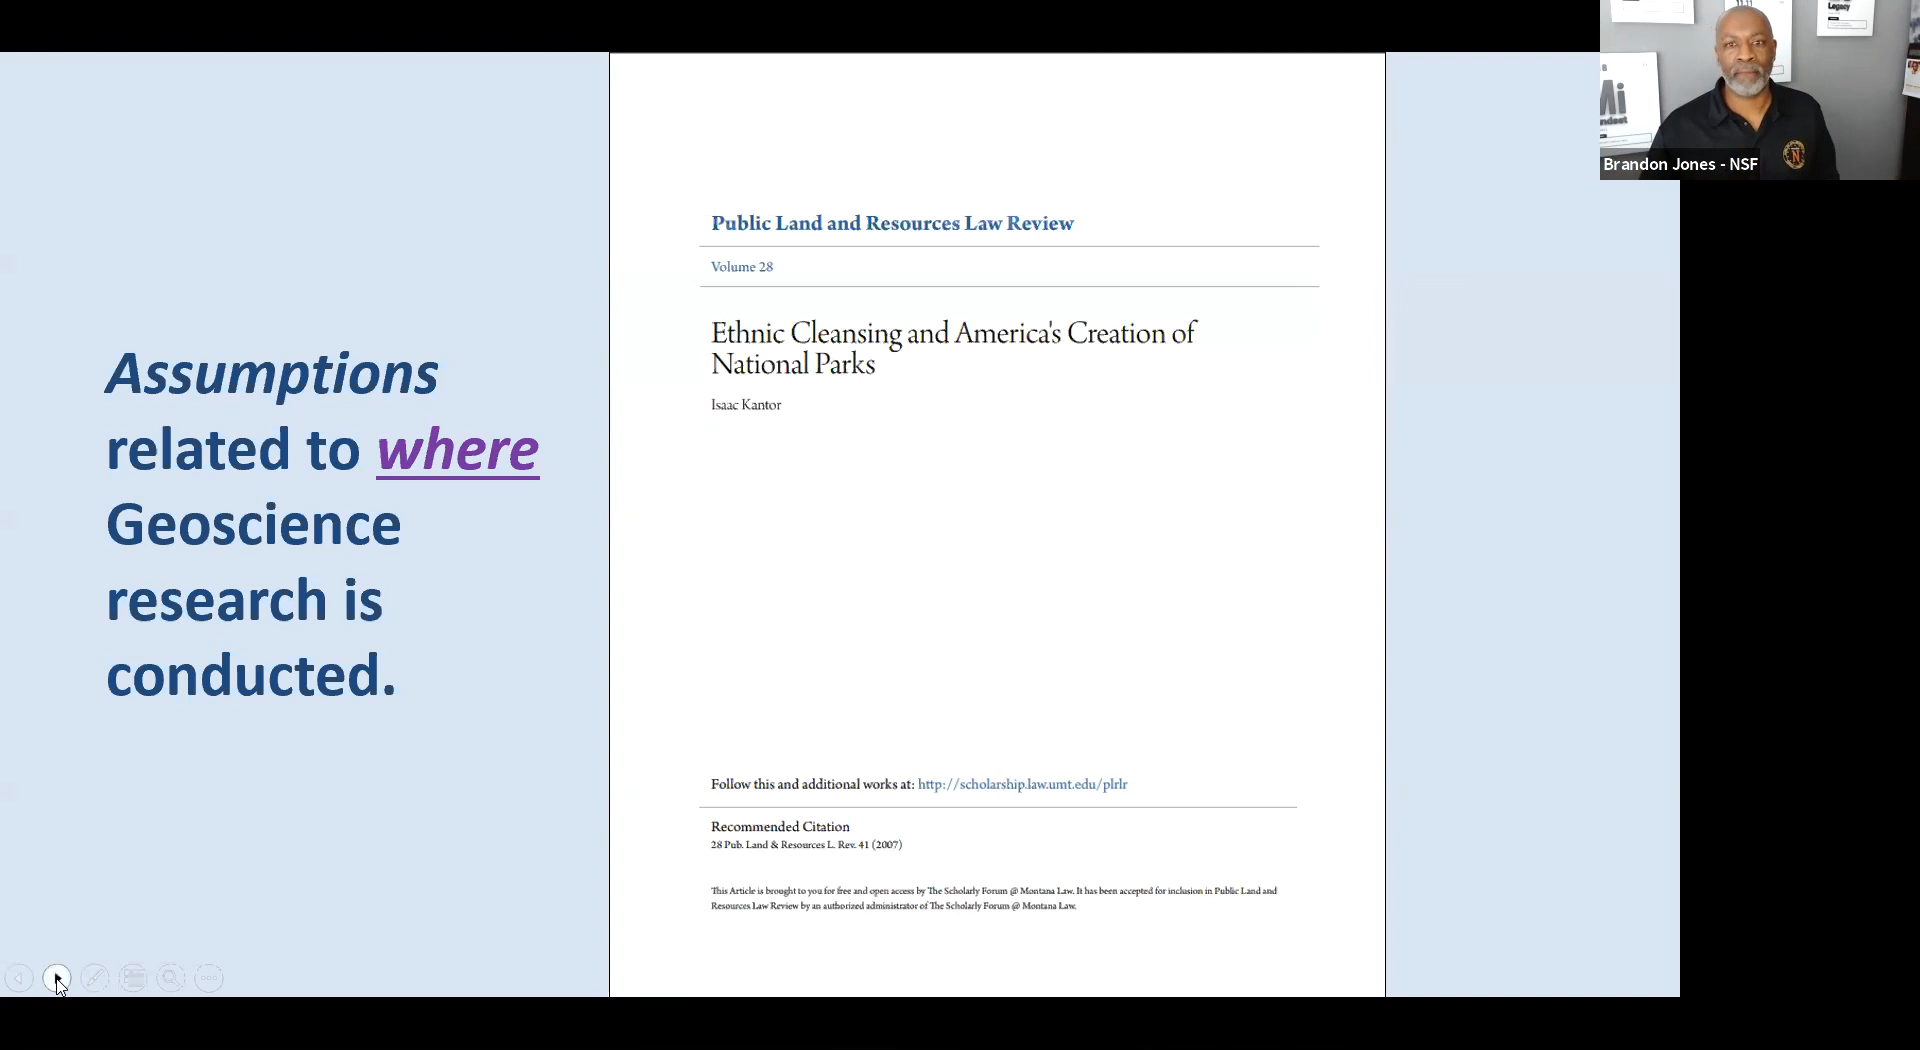 Assumptions
related to where
Geoscience
research is
conducted.
Public Land and Resources Law Review
Volume 28
Ethnic Cleansing and America's Creation of
National Parks
Isaac Kantor
Follow this and additional works at: http://scholarship.law.umt.edu/plrlr
Recommended Citation
28 Pub. Land & Resources L. Rev. 41 (2007)
This Article is brought to you for free and open access by The Scholarly Forum @ Montana Law. It has been accepted for inclusion in Public Land and
Resources Law Review by an authorized administrator of The Scholarly Forum @ Montana Law.
Legacy
N
Brandon Jones - NSF